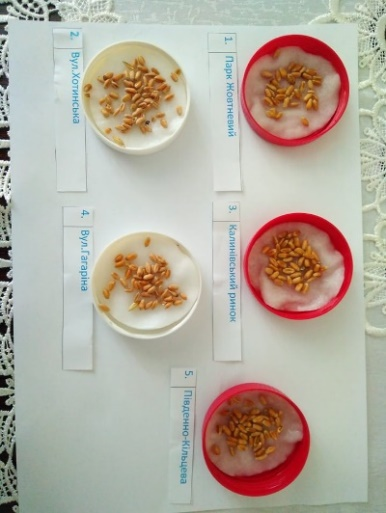 1. Парк Жовтневий
2. Вул.Хотинська
3. Калинівський ринок
4. Вул.Гагаріна
5. Південно-Кільцева